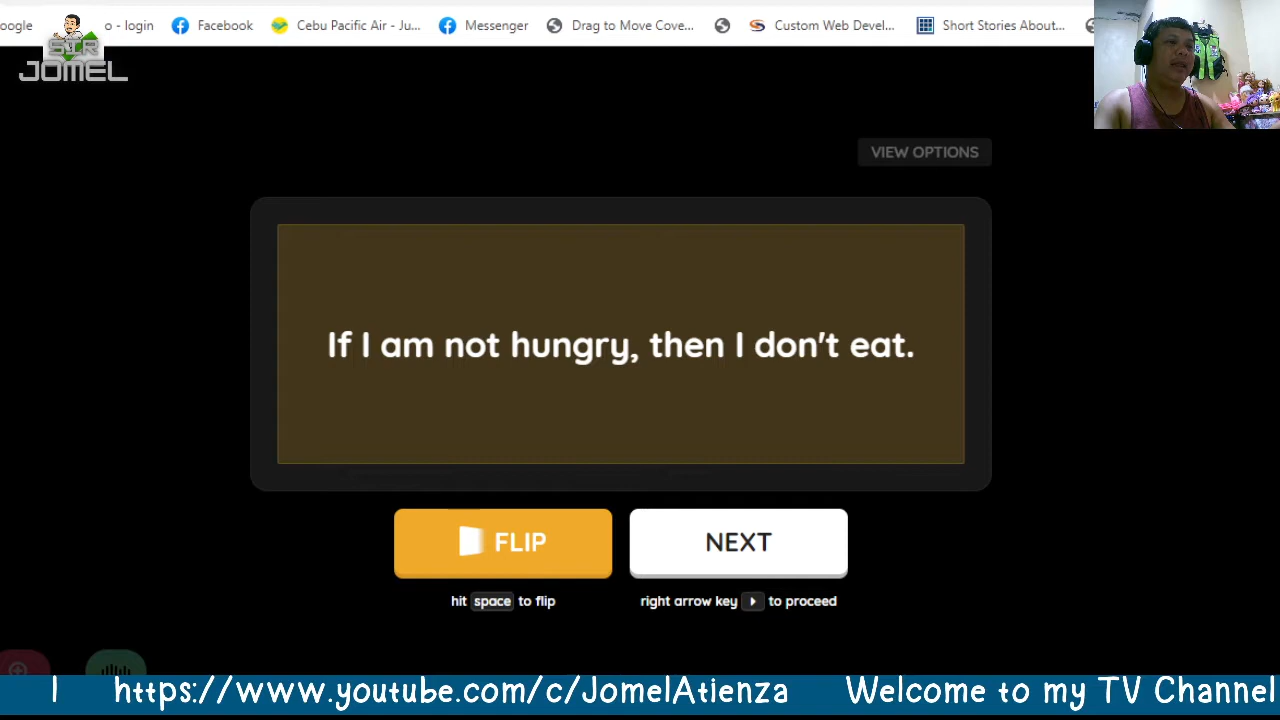 oogle
o - login
Facebook
Cebu Pacific Air - Ju...
Messenger
Drag to Move Cove...
Custom Web Devel...
Short Stories About...
SIR
JOMEL
VIEW OPTIONS
If I am not hungry, then I don't eat.
FLIP
NEXT
hit space to flip
right arrow key to proceed
l https://www.youtube.com/c/JomelAtienza Welcome to my TV Channel